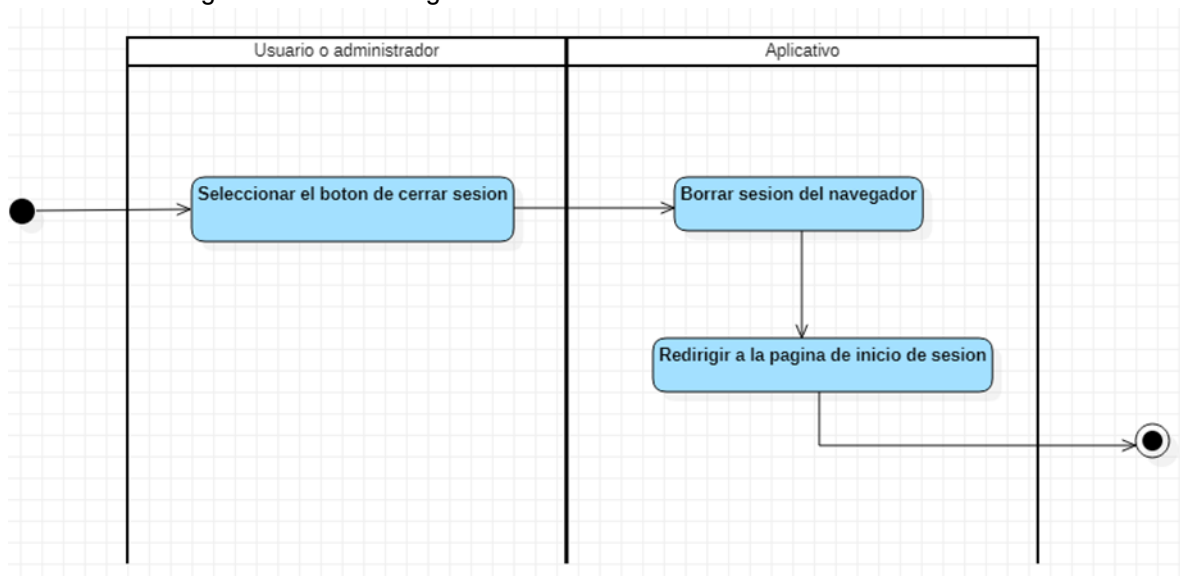 Usuario o administrador
Aplicativo
Seleccionar el boton de cerrar sesion
Borrar sesion del navegador
Redirigir a la pagina de inicio de sesion